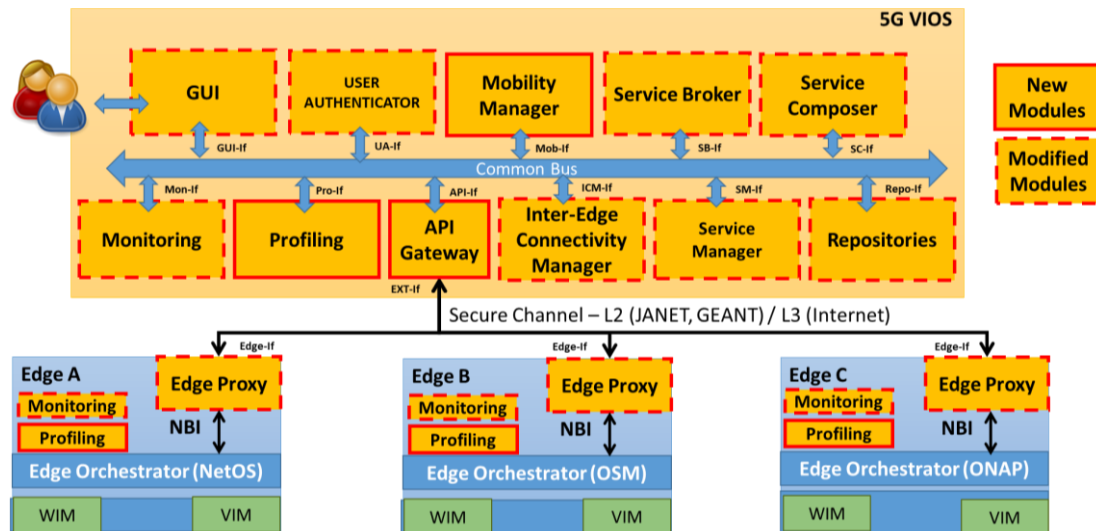 5G VIOS
GUI
USER
AUTHENTICATOR
Mobility
Manager
Service Broker
Service
Composer
New
Modules
Modified
Modules
GUI-If
UA-If
Mob-If
SB-If
SC-If
Common Bus
Mon-If
Pro-If
API-If
ICM-If
SM-If
Repo-If
Monitoring
Profiling
API
Gateway
Inter-Edge
Connectivity
Manager
Service
Manager
Repositories
EXT-If
Secure Channel – L2 (JANET, GEANT) / L3 (Internet)
Edge-If
Edge-If
Edge-If
Edge A
Edge Proxy
Monitoring
Profiling
NBI
Edge Orchestrator (NetOS)
WIM
VIM
Edge B
Edge Proxy
Monitoring
Profiling
NBI
Edge Orchestrator (OSM)
WIM
VIM
Edge C
Edge Proxy
Monitoring
Profiling
NBI
Edge Orchestrator (ONAP)
WIM
VIM